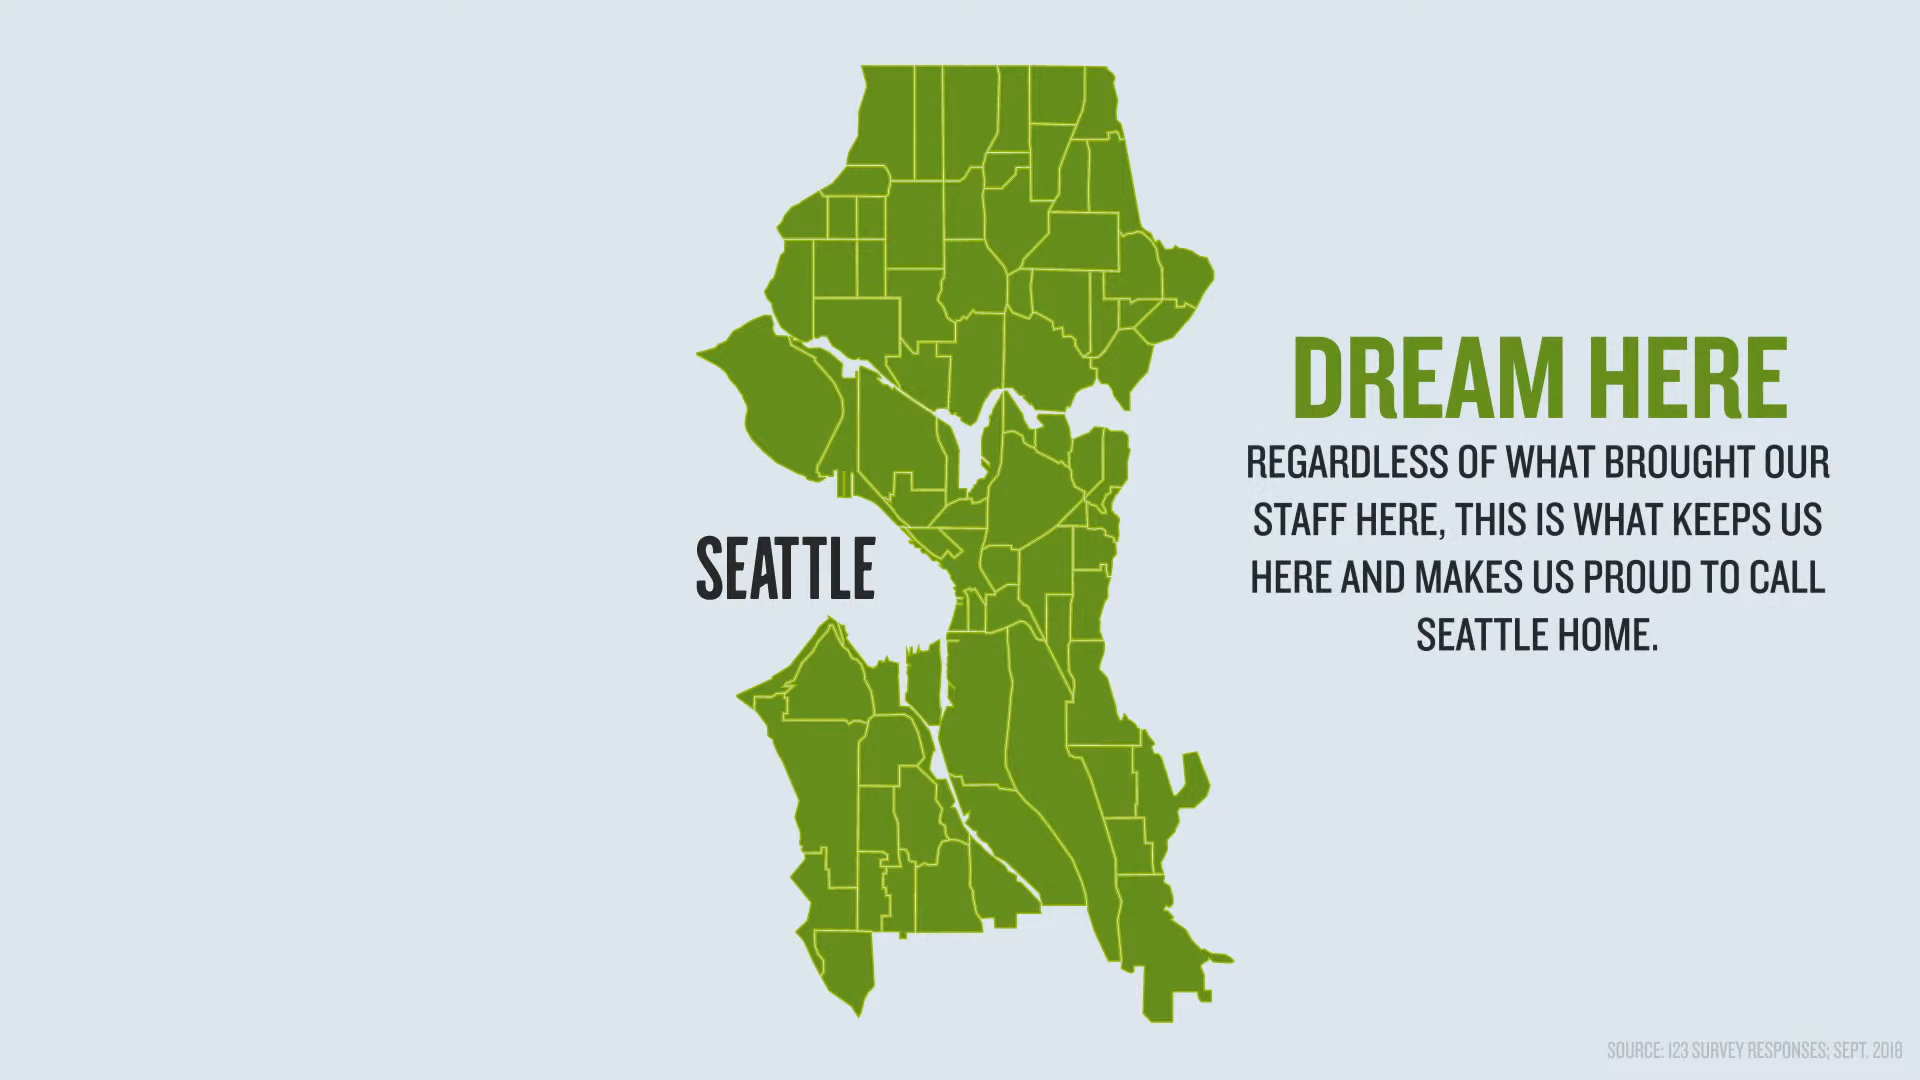 SEATTLE
DREAM HERE
REGARDLESS OF WHAT BROUGHT OUR
STAFF HERE, THIS IS WHAT KEEPS US
HERE AND MAKES US PROUD TO CALL
SEATTLE HOME.
SOURCE: 123 SURVEY RESPONSES; SEPT. 2018